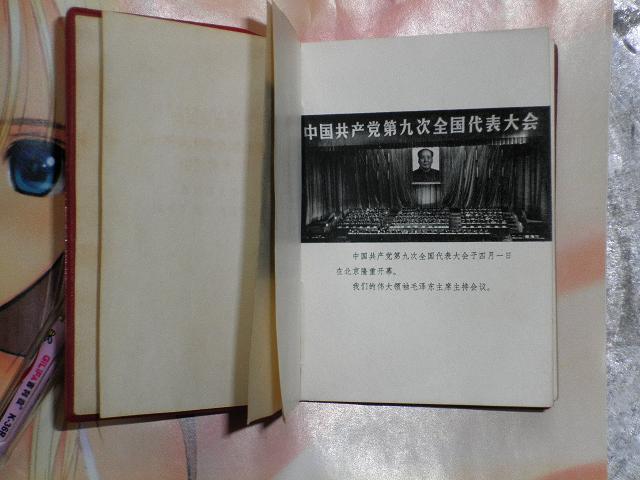 中国共产党第九次全国代表大会
中国共产党第九次全国代表大会于四月一日
在北京隆重开幕。
我们的伟大领袖毛泽东主席主持会议。
K-368